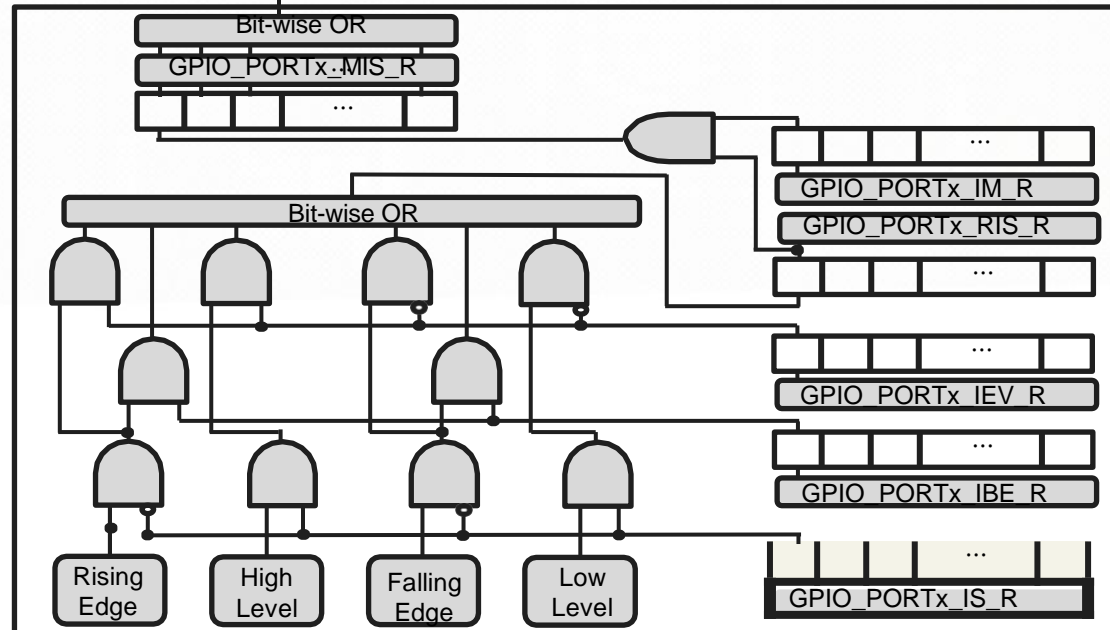 Bit-wise OR
GPIO_PORTx_MIS_R
...
...
...
GPIO_PORTx_IM_R
GPIO_PORTx_RIS_R
Bit-wise OR
...
...
GPIO_PORTx_IEV_R
...
GPIO_PORTx_IBE_R
...
GPIO_PORTx_IS_R
Rising
Edge
High
Level
Falling
Edge
Low
Level